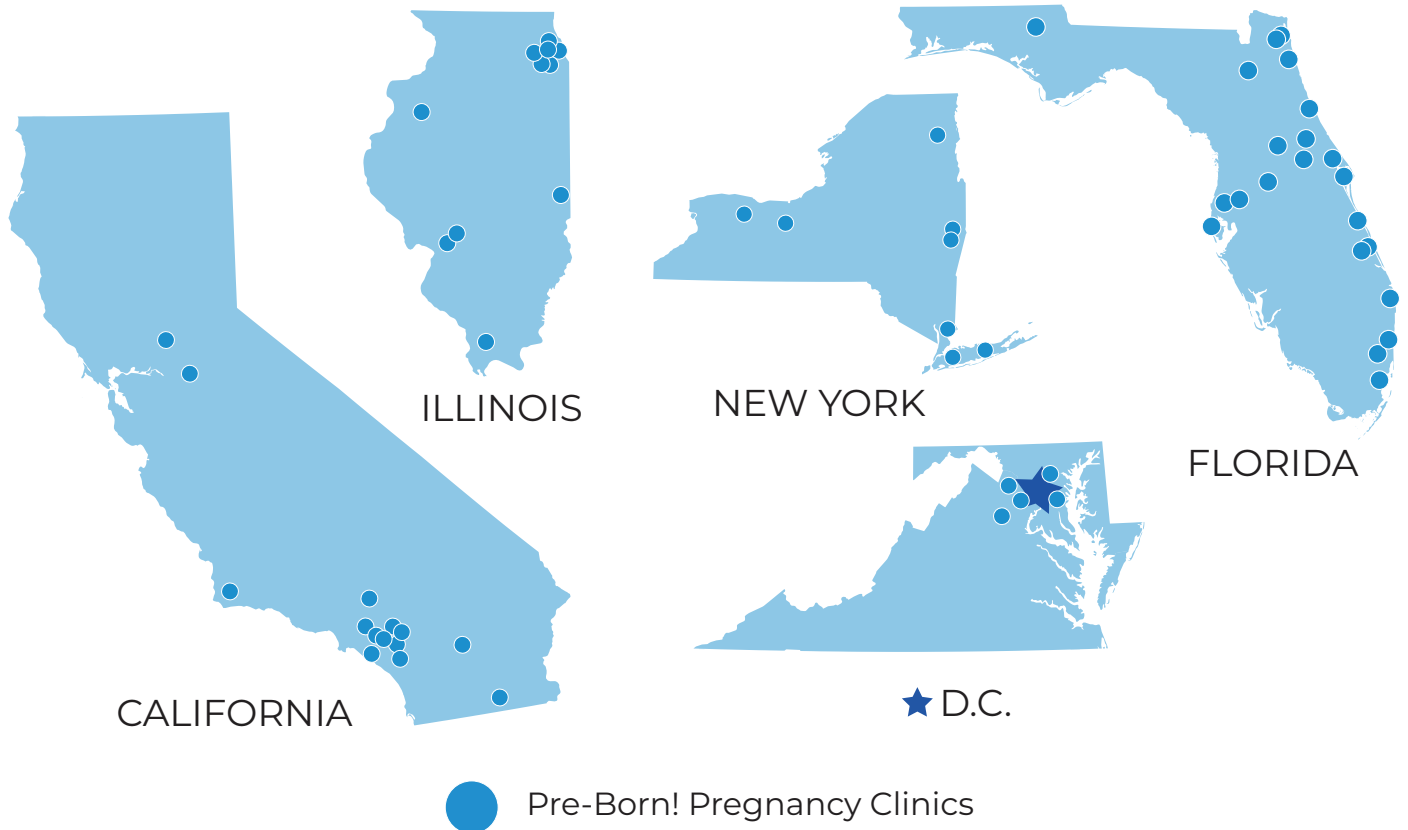 ILLINOIS
NEW YORK
FLORIDA
CALIFORNIA
D.C.
Pre-Born! Pregnancy Clinics